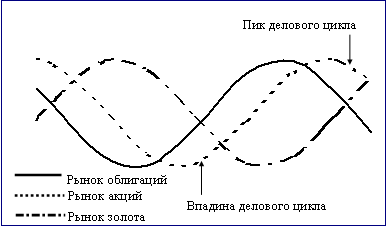 Пик делового цикла
Рынок облигаций
Рынок акций
Впадина делового цикла
Рынок золота